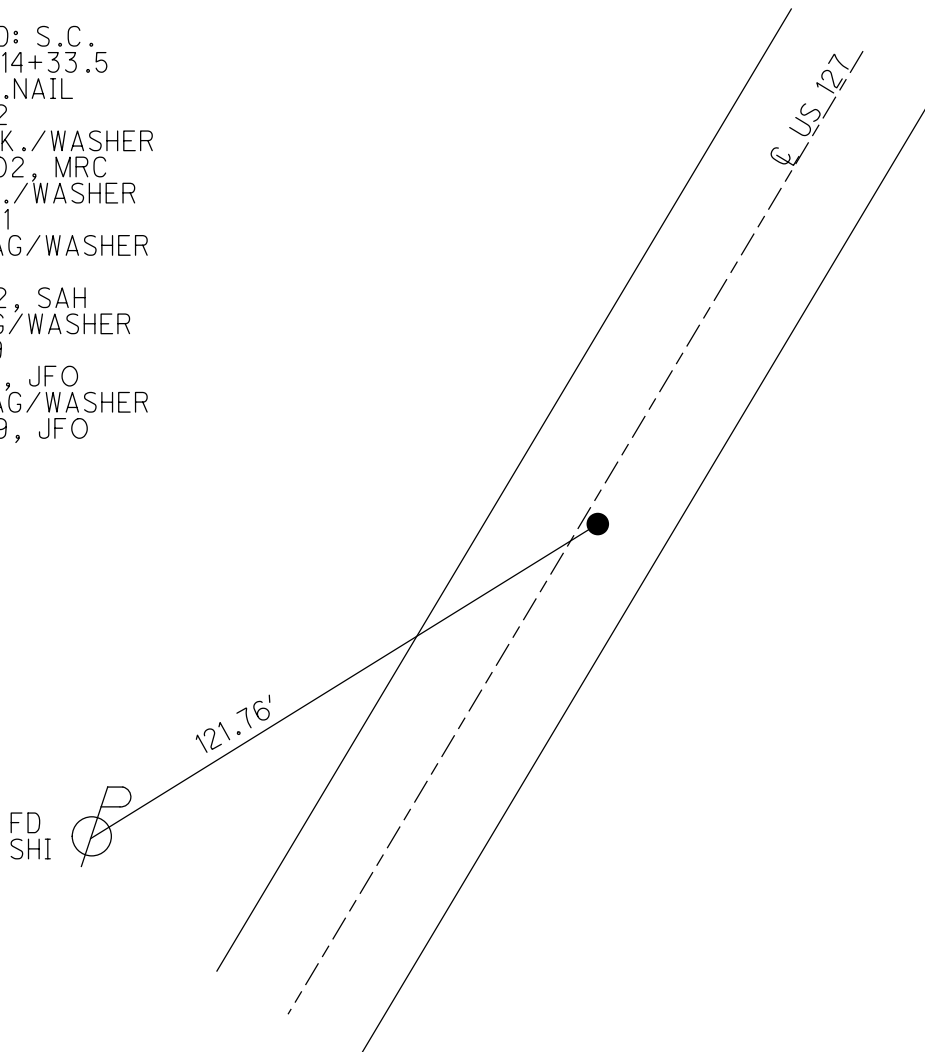 D: S.C.
14+33.5
.NAIL
2
K./WASHER
02, MRC
./WASHER
1
AG/WASHER
2, SAH
G/WASHER
9
, JFO
AG/WASHER
9, JFO
℄ US 127
121.76'
P
FD
SHI